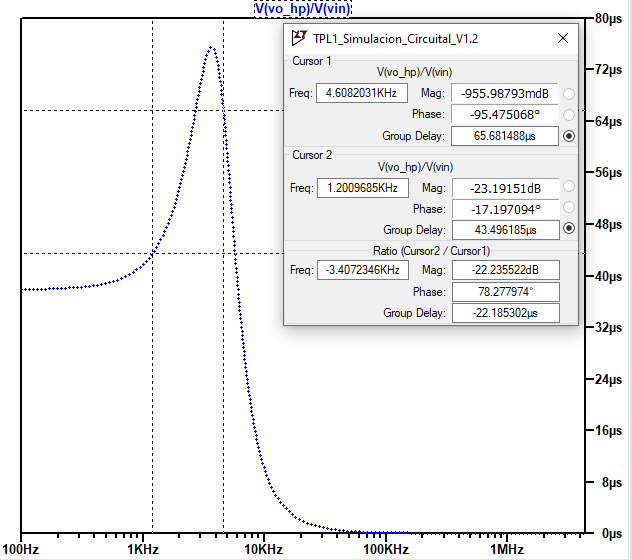 V(vo_hp)/V(vin)
80µs
72µs
64µs
56µs
48µs
40µs
32µs
24µs
16µs
8µs
0µs
100Hz 1KHz 10KHz 100KHz 1MHz
TPL1_Simulacion_Circuital_V1.2
Cursor 1
V(vo_hp)/V(vin)
Freq: 4.6082031KHz Mag: -955.98793mdB
Phase: -95.475068°
Group Delay: 65.681488µs
Cursor 2
V(vo_hp)/V(vin)
Freq: 1.2009685KHz Mag: -23.19151dB
Phase: -17.197094°
Group Delay: 43.496185µs
Ratio (Cursor2 / Cursor1)
Freq: -3.4072346KHz Mag: -22.235522dB
Phase: 78.277974°
Group Delay: -22.185302µs